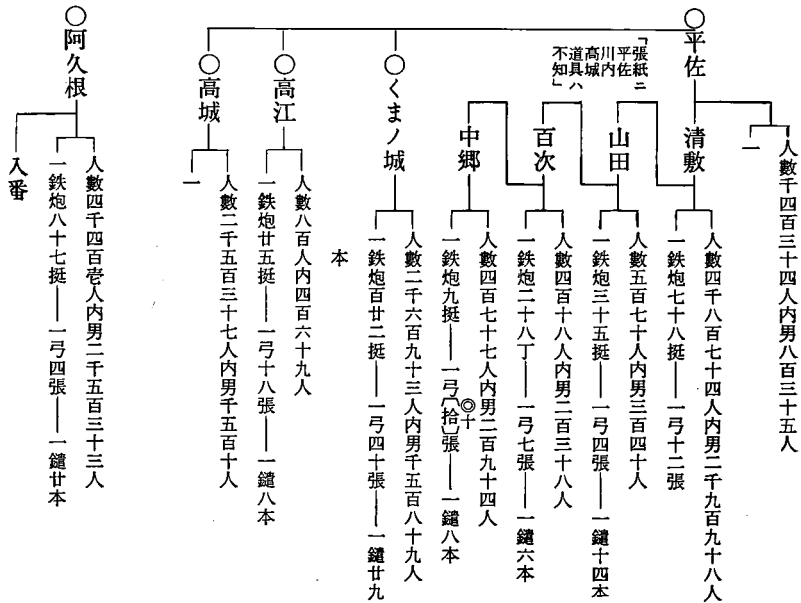 ○平佐
人數千四百三十四人内男八百三十五人
一
「張紙ニ
平佐
川内
高城
道具ハ
不知」
清敷
人數四千八百七十四人内男二千九百九十八人
一鉄炮七十八挺――一弓十二張
山田
人數五百七十人内男三百四十人
一鉄炮三十五挺――一弓四張――一鑓十四本
百次
人數四百十八人内男二百三十八人
一鉄炮二十八丁――一弓七張――一鑓六本
中郷
人數四百七十七人内男二百九十四人
◎十
一鉄炮九挺――一弓〔拾〕張――一鑓八本
○くまノ城
人數二千六百九十三人内男千五百八十九人
一鉄炮百廿二挺――一弓四十張――一鑓廿九
本
○高江
人數八百人内四百六十九人
一鉄炮廿五挺――一弓十八張――一鑓八本
○高城
人數二千五百三十七人内男千五百十人
一
○阿久根
人數四千四百壱人内男二千五百三十三人
一鉄炮八十七挺――一弓四張――一鑓廿本
入番